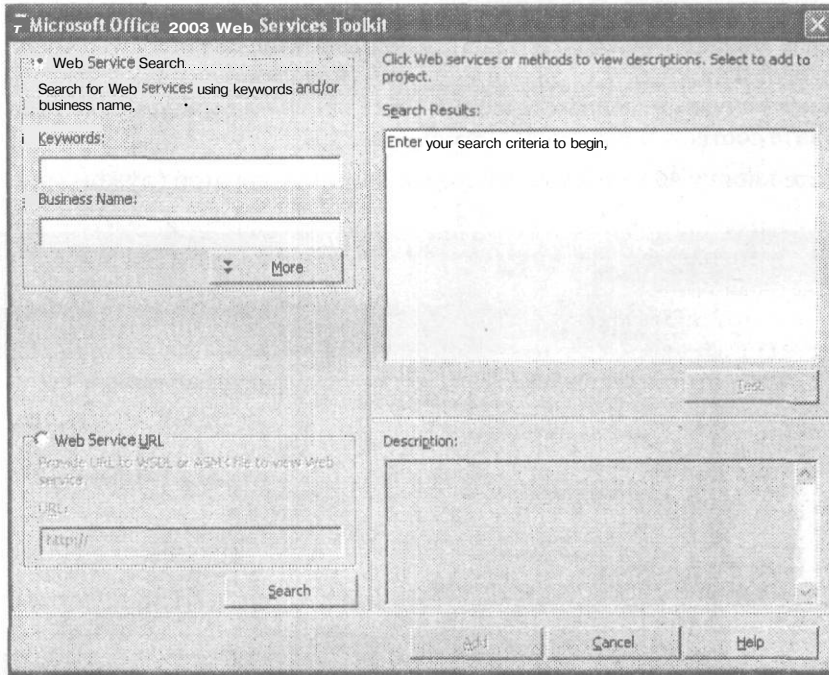 Microsoft Office 2003 Web Services Toolkit
Web Service Search
Search for Web services using keywords and/or
business name,
Keywords:
Business Name:
More
Web Service URL
Provide URL to WSDL or ASMX file to view Web
service.
URL:
http://
Search
Click Web services or methods to view descriptions. Select to add to
project.
Search Results:
Enter your search criteria to begin,
Test
Description:
Add
Cancel
Help